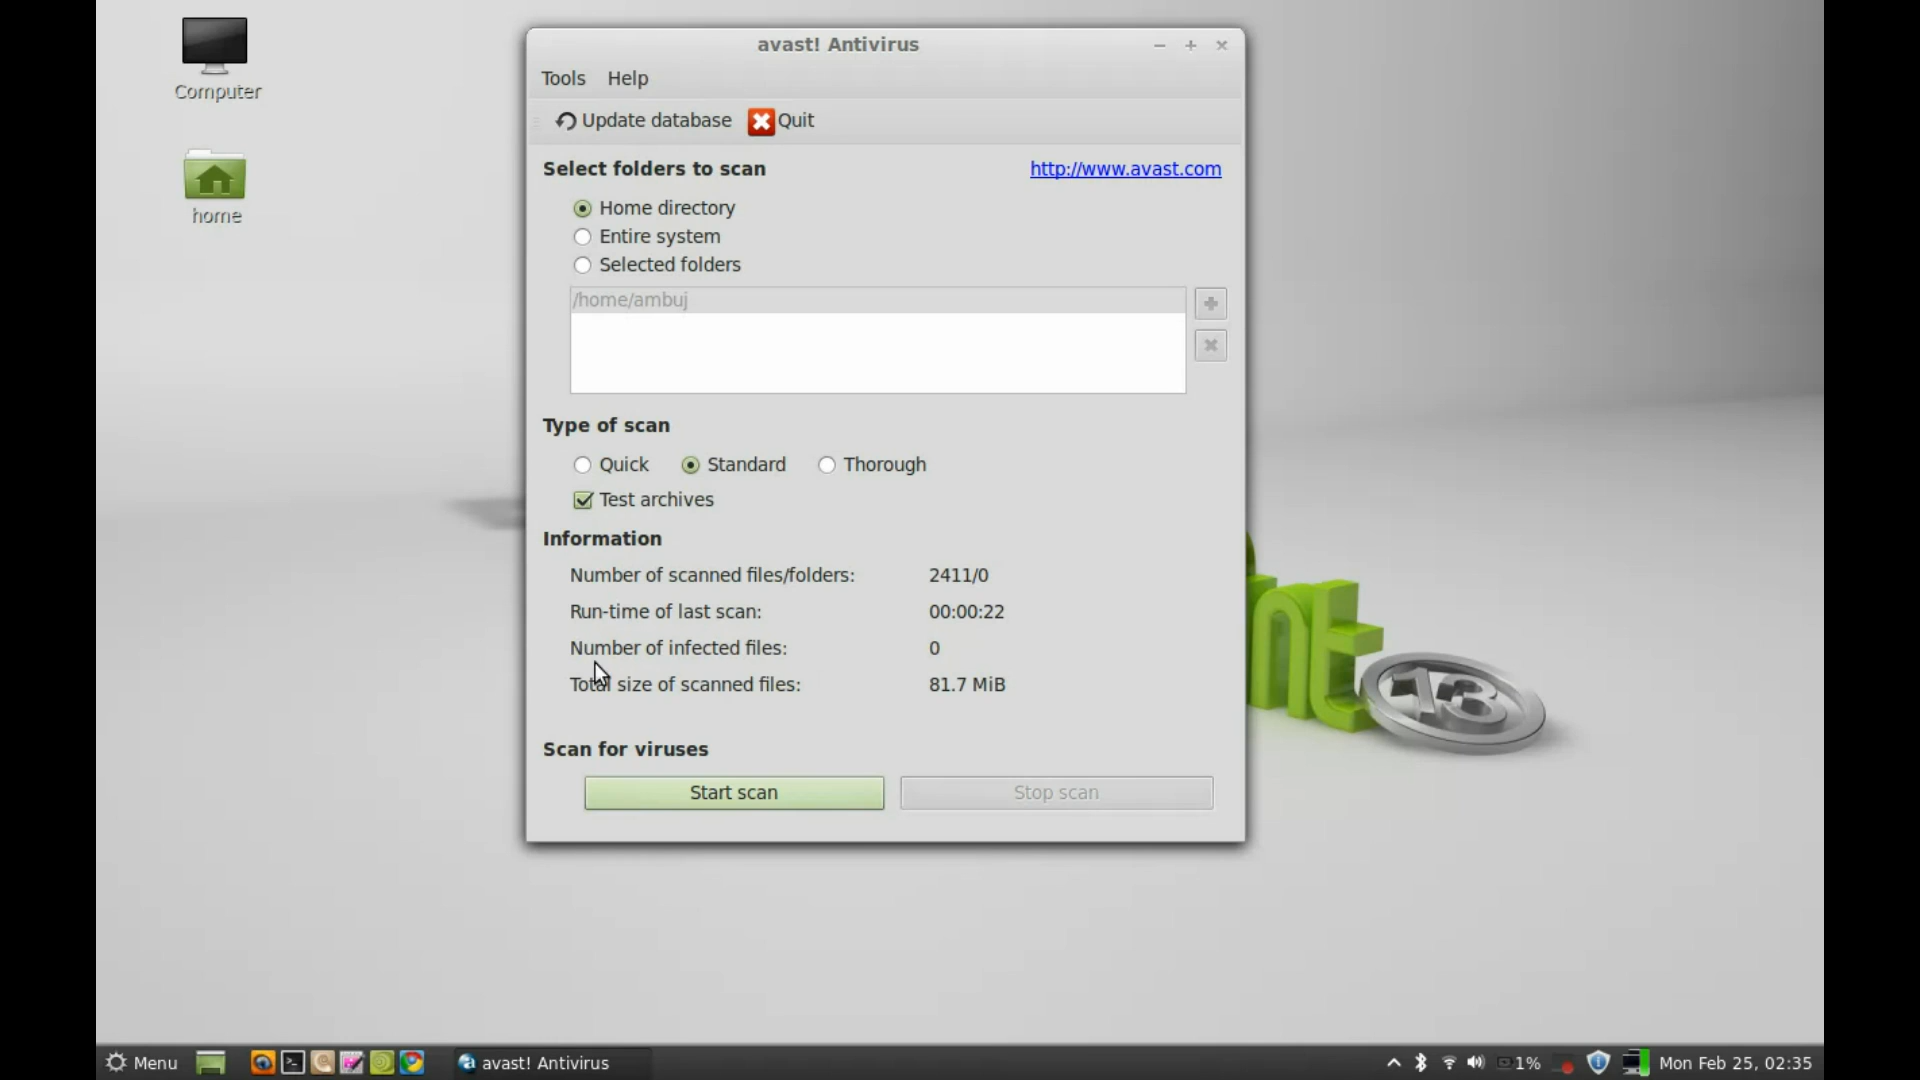 Computer
home
avast! Antivirus
Tools Help
Update database Quit
Select folders to scan http://www.avast.com
Home directory
Entire system
Selected folders
/home/ambuj
Type of scan
Quick Standard Thorough
Test archives
Information
Number of scanned files/folders: 2411/0
Run-time of last scan: 00:00:22
Number of infected files: 0
Total size of scanned files: 81.7 MiB
Scan for viruses
Start scan Stop scan
nt
13
Menu avast! Antivirus 1% Mon Feb 25, 02:35